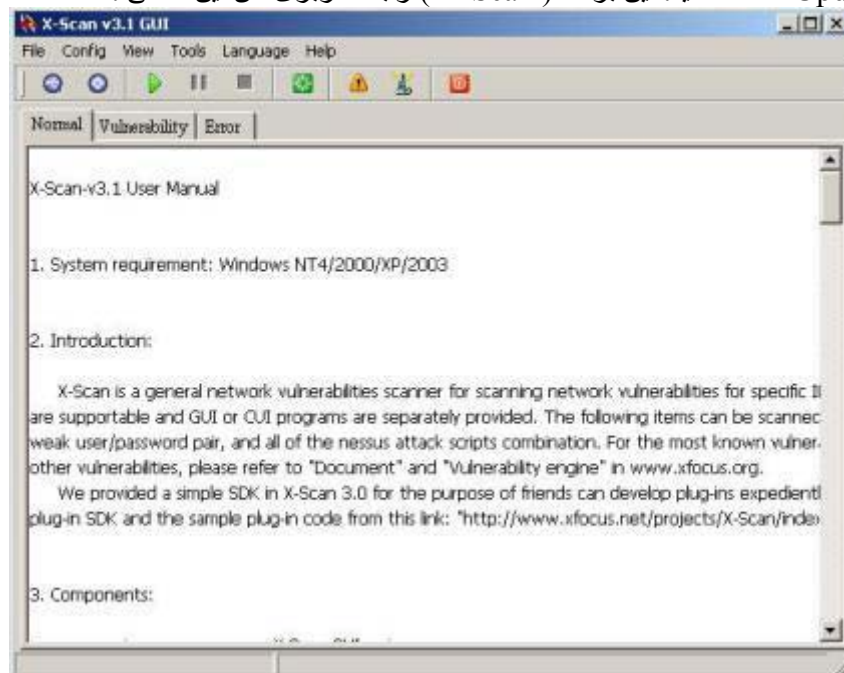 X-Scan v3.1 GUI
File Config View Tools Language Help
Normal Vulnerability Error
X-Scan-v3.1 User Manual
1. System requirement: Windows NT4/2000/XP/2003
2. Introduction:
X-Scan is a general network vulnerabilities scanner for scanning network vulnerabilities for specific
are supportable and GUI or CUI programs are separately provided. The following items can be scanned
weak user/password pair, and all of the nessus attack scripts combination. For the most known vulner
other vulnerabilities, please refer to "Document" and "Vulnerability engine" in www.xfocus.org.
We provided a simple SDK in X-Scan 3.0 for the purpose of friends can develop plug-ins expedientl
plug-in SDK and the sample plug-in code from this link: "http://www.xfocus.net/projects/X-Scan/index
3. Components: